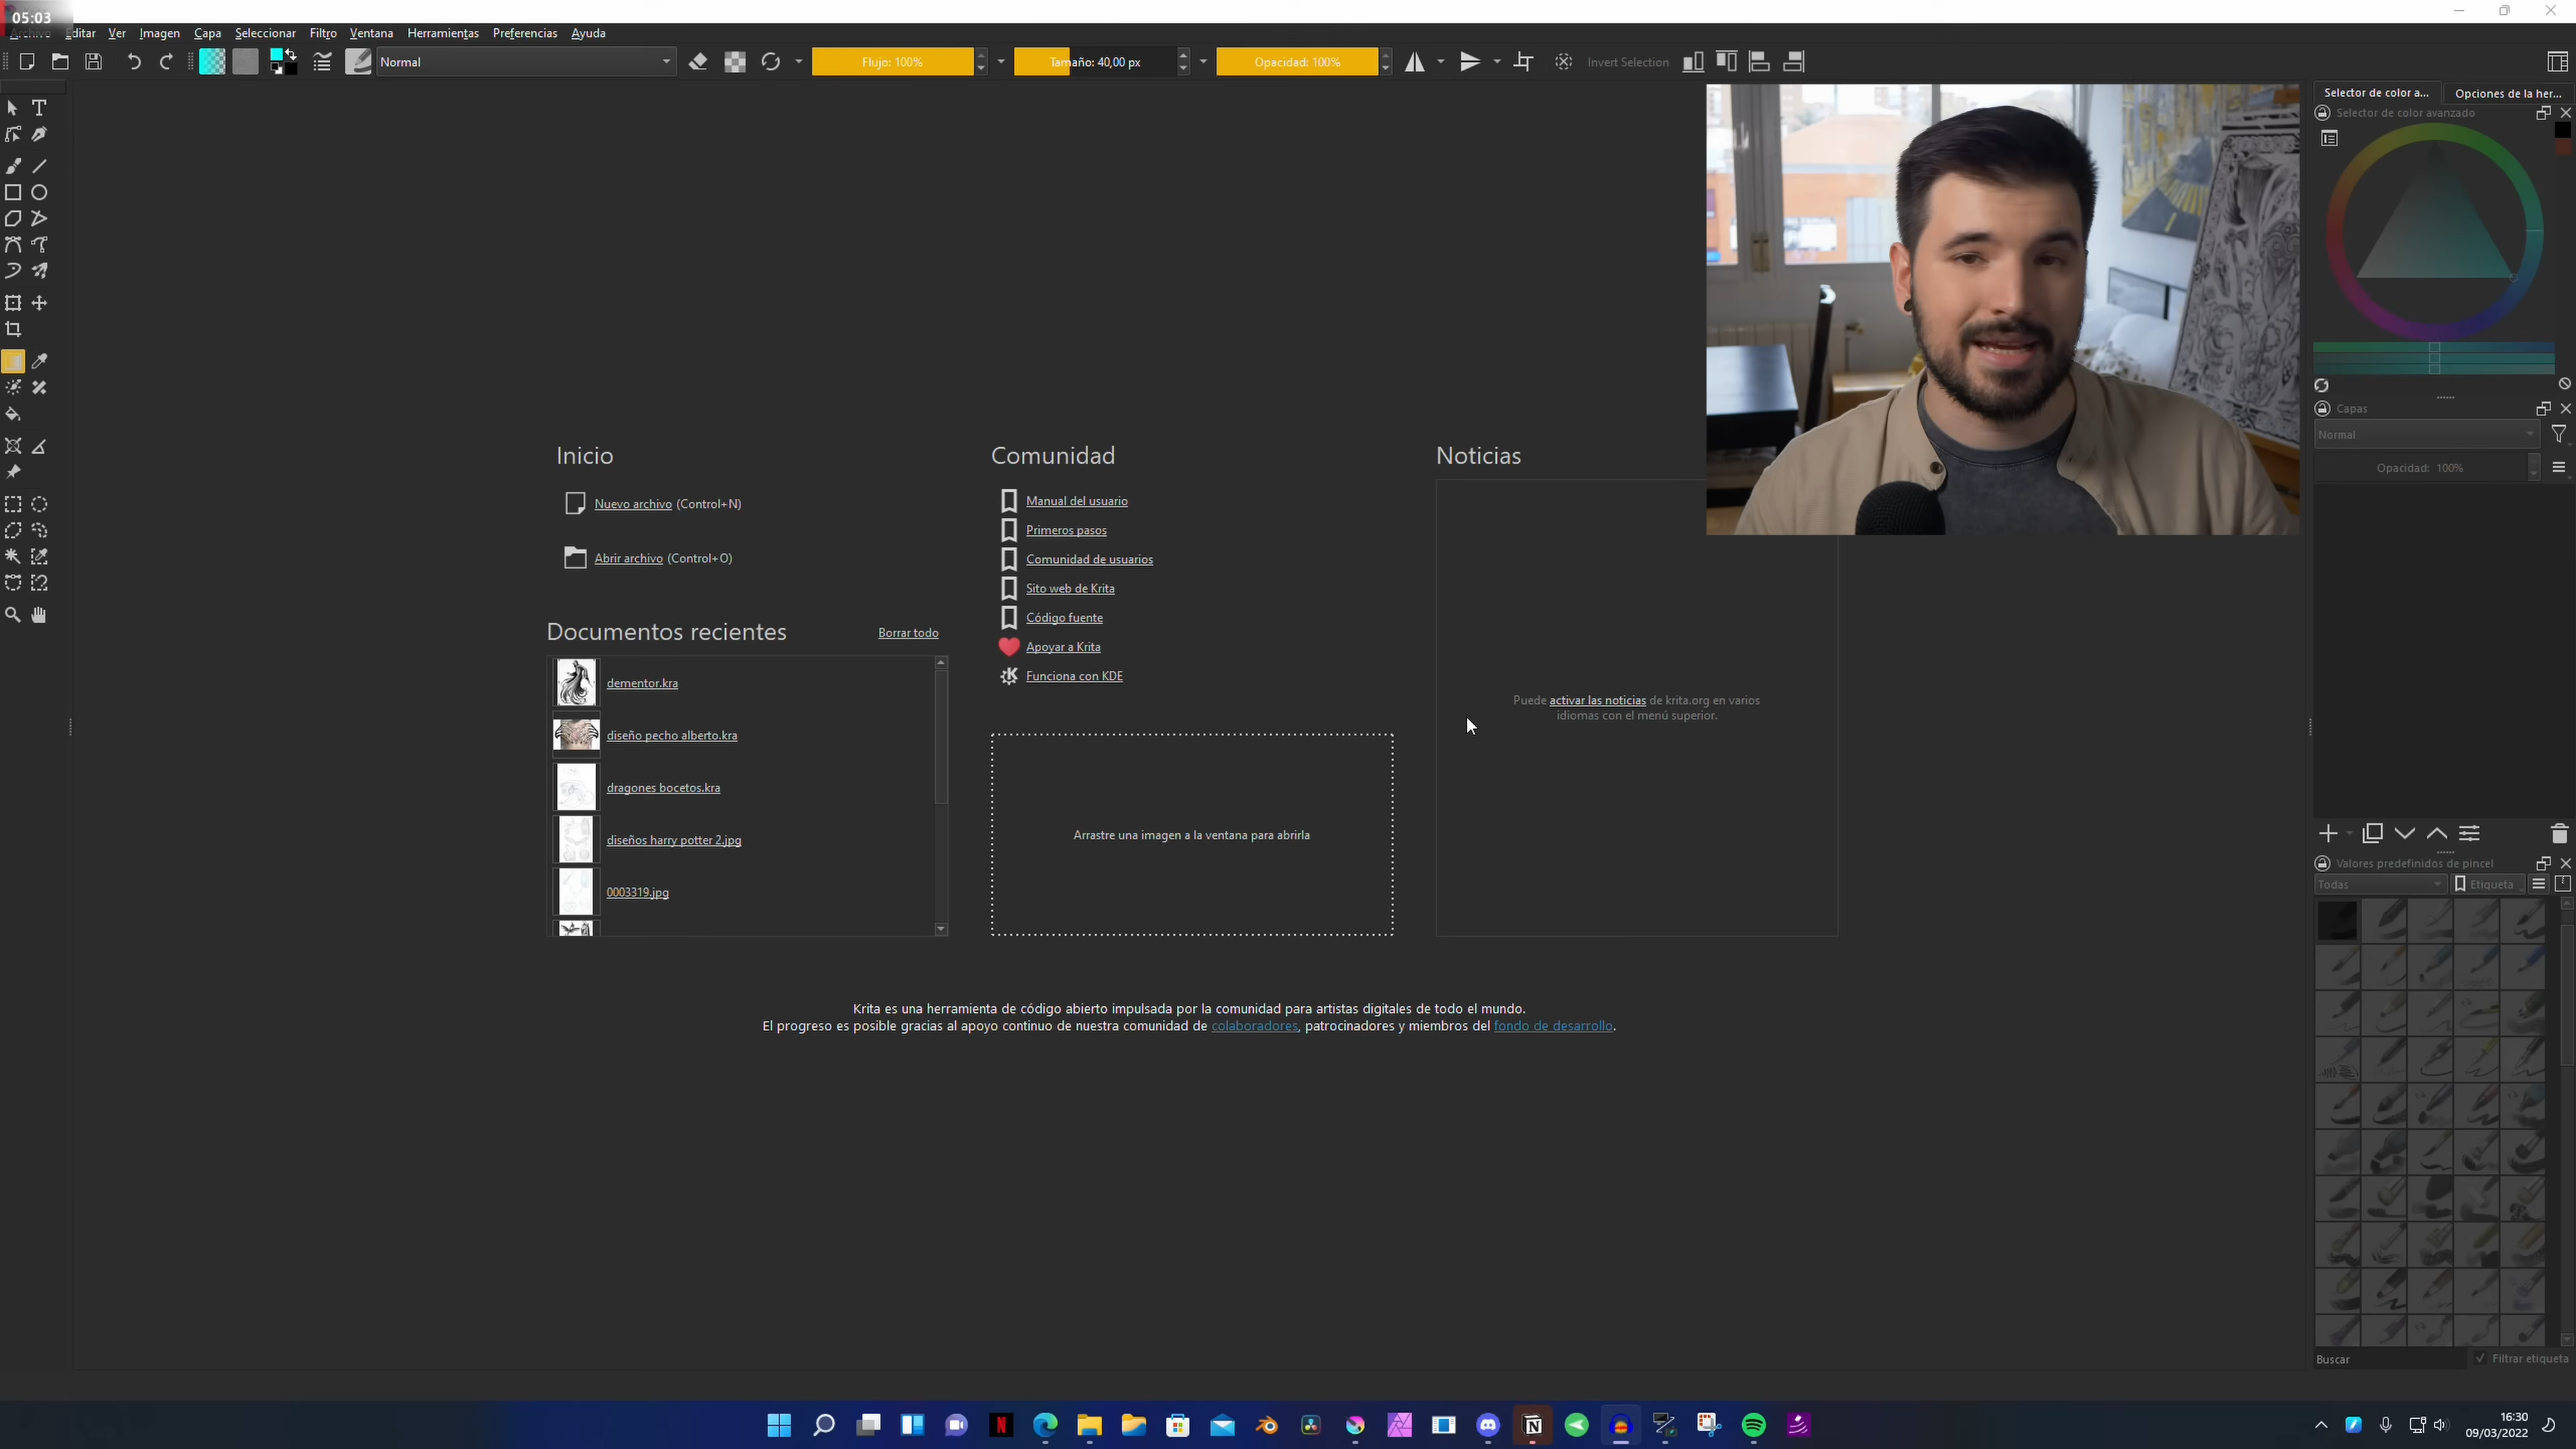 05:03
Archivo Editar Ver Imagen Capa Seleccionar Filtro Ventana Herramientas Preferencias Ayuda
Normal Flujo: 100% Tamaño: 40,00 px Opacidad: 100% Invert Selection
Selector de color a... Opciones de la her...
Selector de color avanzado
Capas
Normal
Opacidad: 100%
Inicio
Nuevo archivo (Control+N)
Abrir archivo (Control+O)
Documentos recientes Borrar todo
dementor.kra
diseño pecho alberto.kra
dragones bocetos.kra
diseños harry potter 2.jpg
0003319.jpg
Comunidad
Manual del usuario
Primeros pasos
Comunidad de usuarios
Sito web de Krita
Código fuente
Apoyar a Krita
Funciona con KDE
Arrastre una imagen a la ventana para abrirla
Noticias
Puede activar las noticias de krita.org en varios
idiomas con el menú superior.
Krita es una herramienta de código abierto impulsada por la comunidad para artistas digitales de todo el mundo.
El progreso es posible gracias al apoyo continuo de nuestra comunidad de colaboradores, patrocinadores y miembros del fondo de desarrollo.
Valores predefinidos de pincel
Todas Etiqueta
Buscar Filtrar etiqueta
16:30
09/03/2022